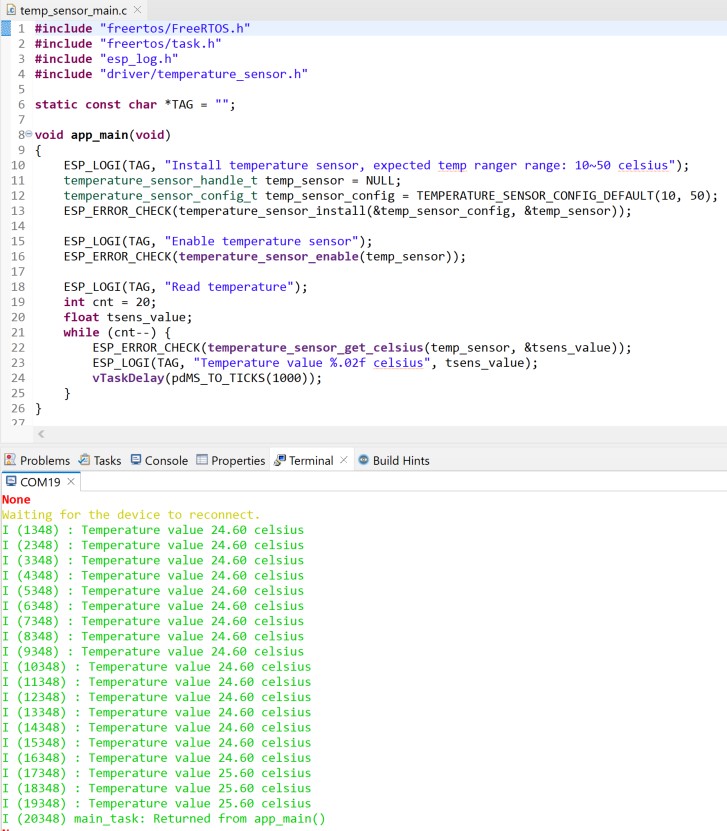 temp_sensor_main.c
1 #include "freertos/FreeRTOS.h"
2 #include "freertos/task.h"
3 #include "esp_log.h"
4 #include "driver/temperature_sensor.h"
5
6 static const char *TAG = "";
7
8 void app_main(void)
9 {
10     ESP_LOGI(TAG, "Install temperature sensor, expected temp ranger range: 10~50 celsius");
11     temperature_sensor_handle_t temp_sensor = NULL;
12     temperature_sensor_config_t temp_sensor_config = TEMPERATURE_SENSOR_CONFIG_DEFAULT(10, 50);
13     ESP_ERROR_CHECK(temperature_sensor_install(&temp_sensor_config, &temp_sensor));
14
15     ESP_LOGI(TAG, "Enable temperature sensor");
16     ESP_ERROR_CHECK(temperature_sensor_enable(temp_sensor));
17
18     ESP_LOGI(TAG, "Read temperature");
19     int cnt = 20;
20     float tsens_value;
21     while (cnt--) {
22         ESP_ERROR_CHECK(temperature_sensor_get_celsius(temp_sensor, &tsens_value));
23         ESP_LOGI(TAG, "Temperature value %.02f celsius", tsens_value);
24         vTaskDelay(pdMS_TO_TICKS(1000));
25     }
26 }
27
Problems Tasks Console Properties Terminal Build Hints
COM19
None
Waiting for the device to reconnect.
I (1348) : Temperature value 24.60 celsius
I (2348) : Temperature value 24.60 celsius
I (3348) : Temperature value 24.60 celsius
I (4348) : Temperature value 24.60 celsius
I (5348) : Temperature value 24.60 celsius
I (6348) : Temperature value 24.60 celsius
I (7348) : Temperature value 24.60 celsius
I (8348) : Temperature value 24.60 celsius
I (9348) : Temperature value 24.60 celsius
I (10348) : Temperature value 24.60 celsius
I (11348) : Temperature value 24.60 celsius
I (12348) : Temperature value 24.60 celsius
I (13348) : Temperature value 24.60 celsius
I (14348) : Temperature value 24.60 celsius
I (15348) : Temperature value 24.60 celsius
I (16348) : Temperature value 24.60 celsius
I (17348) : Temperature value 25.60 celsius
I (18348) : Temperature value 25.60 celsius
I (19348) : Temperature value 25.60 celsius
I (20348) main_task: Returned from app_main()